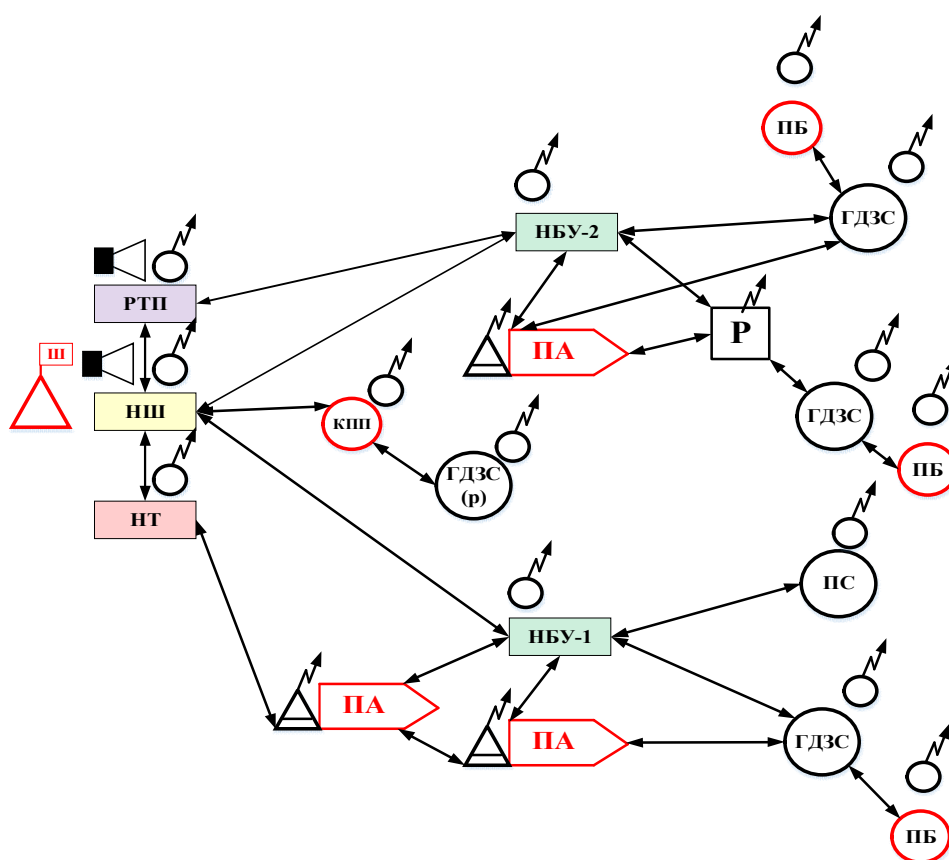 ПБ
ГДЗС
НБУ-2
РТП
Р
ПА
Ш
НШ
КПП
ГДЗС
ГДЗС
(р)
ПБ
НТ
ПС
НБУ-1
ПА
ПА
ГДЗС
ПБ